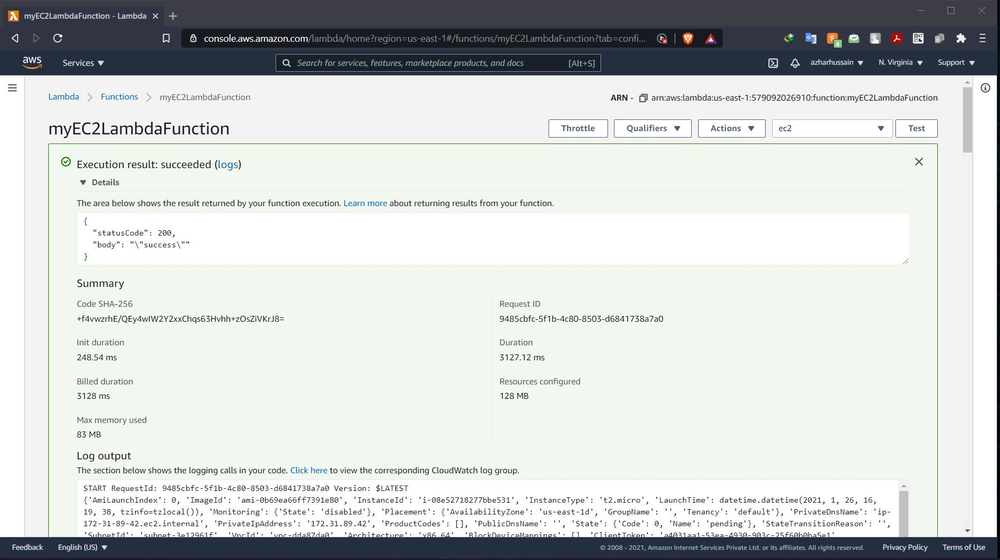 myEC2LambdaFunction - Lambda
console.aws.amazon.com/lambda/home?region=us-east-1#/functions/myEC2LambdaFunction?tab=confi...
4
aws
Services
Search for services, features, marketplace products, and docs [Alt+S]
azharhussain
N. Virginia
Support
Lambda
Functions
myEC2LambdaFunction
ARN - arn:aws:lambda:us-east-1:579092026910:function:myEC2LambdaFunction
myEC2LambdaFunction
Throttle
Qualifiers
Actions
ec2
Test
Execution result: succeeded (logs)
Details
The area below shows the result returned by your function execution. Learn more about returning results from your function.
{
"statusCode": 200,
"body": "\"success\""
}
Summary
Code SHA-256
+f4vwzrhE/QEy4wIW2Y2xxChqs63Hvhh+zOsZiVKrJ8=
Request ID
9485cbfc-5f1b-4c80-8503-d6841738a7a0
Init duration
248.54 ms
Duration
3127.12 ms
Billed duration
3128 ms
Resources configured
128 MB
Max memory used
83 MB
Log output
The section below shows the logging calls in your code. Click here to view the corresponding CloudWatch log group.
START RequestId: 9485cbfc-5f1b-4c80-8503-d6841738a7a0 Version: $LATEST
{'AmiLaunchIndex': 0, 'ImageId': 'ami-0b69ea66ff7391e80', 'InstanceId': 'i-08e52718277bbe531', 'InstanceType': 't2.micro', 'LaunchTime': datetime.datetime(2021, 1, 26, 16,
19, 38, tzinfo=tzlocal()), 'Monitoring': {'State': 'disabled'}, 'Placement': {'AvailabilityZone': 'us-east-1d', 'GroupName': '', 'Tenancy': 'default'}, 'PrivateDnsName': 'ip-
172-31-89-42.ec2.internal', 'PrivateIpAddress': '172.31.89.42', 'ProductCodes': [], 'PublicDnsName': '', 'State': {'Code': 0, 'Name': 'pending'}, 'StateTransitionReason': '',
'SubnetId': 'subnet-3e12961f', 'VpcId': 'vpc-dda87da0', 'Architecture': 'x86_64', 'BlockDeviceMappings': [], 'ClientToken': 'a4031aa1-53ea-4930-903c-25f60b0ba5e1',
Feedback
English (US)
© 2008 - 2021, Amazon Internet Services Private Ltd. or its affiliates. All rights reserved.
Privacy Policy
Terms of Use